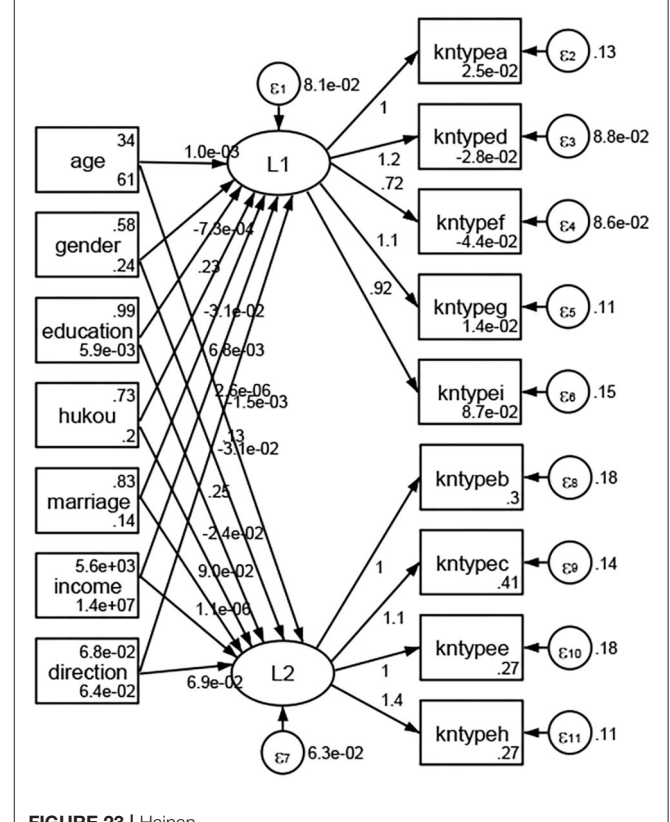 kntypea
2.5e-02
ε2
.13
ε1
8.1e-02
1
34
age
61
1.0e-03
L1
1.2
kntyped
-2.8e-02
ε3
8.8e-02
.72
.58
gender
.24
-7.3e-04
1.1
kntypef
-4.4e-02
ε4
8.6e-02
.23
.92
.99
education
5.9e-03
-3.1e-02
kntypeg
1.4e-02
ε5
.11
6.8e-03
.73
hukou
.2
2.6e-06
-1.5e-03
kntypei
8.7e-02
ε6
.15
.13
-3.1e-02
.83
marriage
.14
.25
kntypeb
.3
ε8
.18
-2.4e-02
5.6e+03
income
1.4e+07
9.0e-02
1
kntypec
.41
ε9
.14
1.1e-06
1.1
6.8e-02
direction
6.4e-02
6.9e-02
L2
1
kntypee
.27
ε10
.18
1.4
ε7
6.3e-02
kntypeh
.27
ε11
.11
FIGURE 23 | Hainan